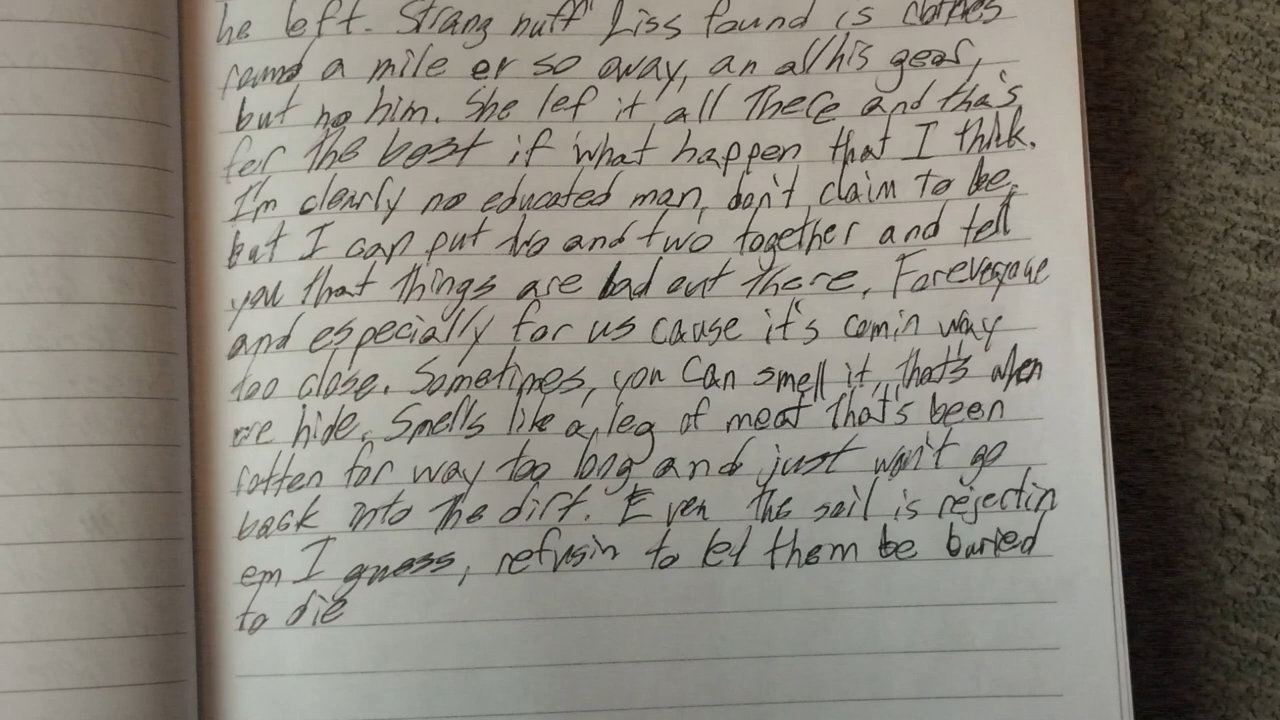 he left. Strang nuff Liss found is clothes
round a mile er so away, an all his gear,
but no him. She lef it all there and tha's
fer the best if what happen that I think.
I'm clearly no educated man, don't claim to be,
but I can put two and two together and tell
you that things are bad out there. For everyone
and especially for us cause it's comin way
too close. Sometimes, you can smell it, that's when
we hide. Smells like a leg of meat that's been
rotten for way too long and just won't go
back into the dirt. Even the soil is rejectin
em I guess, refusin to let them be buried
to die